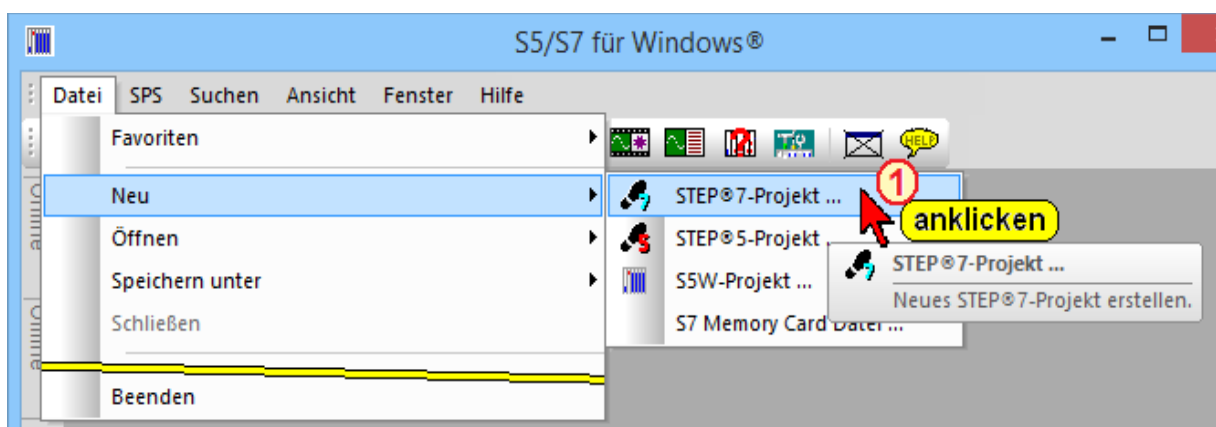 S5/S7 für Windows®
Datei SPS Suchen Ansicht Fenster Hilfe
Favoriten
HELP
Neu
STEP®7-Projekt ...
1
anklicken
Öffnen
STEP®5-Projekt
STEP®7-Projekt ...
Neues STEP®7-Projekt erstellen.
Speichern unter
S5W-Projekt ...
Schließen
S7 Memory Card Datei ...
Beenden